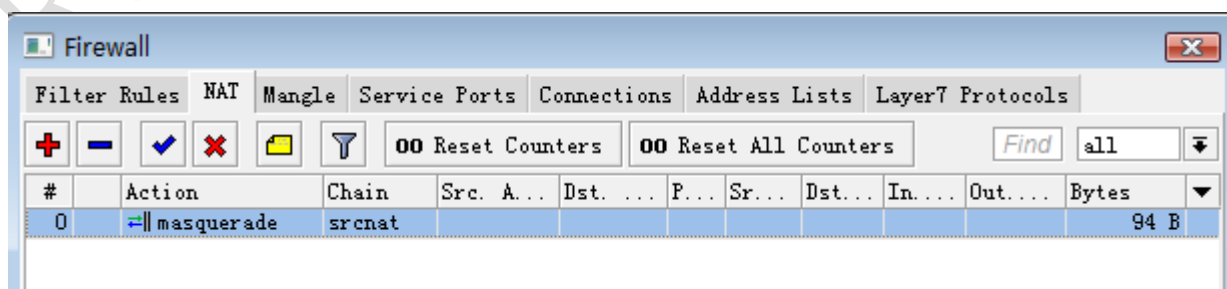 Firewall
Filter Rules NAT Mangle Service Ports Connections Address Lists Layer7 Protocols
00 Reset Counters 00 Reset All Counters Find all
# Action Chain Src. A... Dst. ... P... Sr... Dst... In.... Out.... Bytes
0 masquerade srcnat 94 B